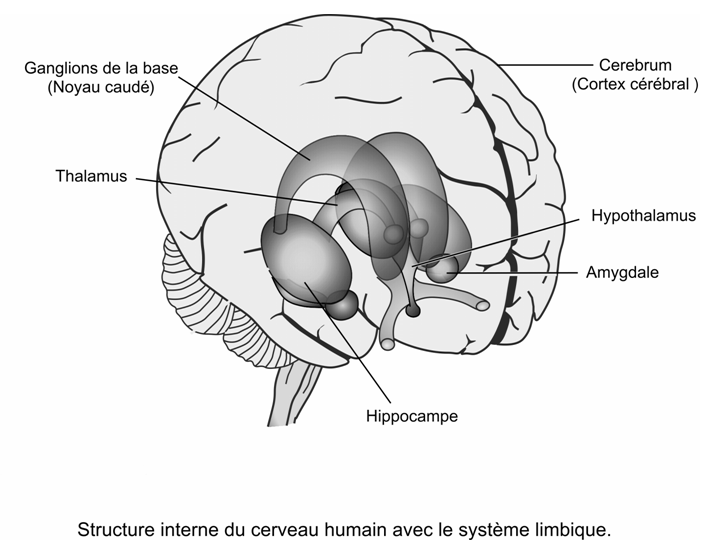 Ganglions de la base
(Noyau caudé)
Cerebrum
(Cortex cérébral )
Thalamus
Hypothalamus
Amygdale
Hippocampe
Structure interne du cerveau humain avec le système limbique.